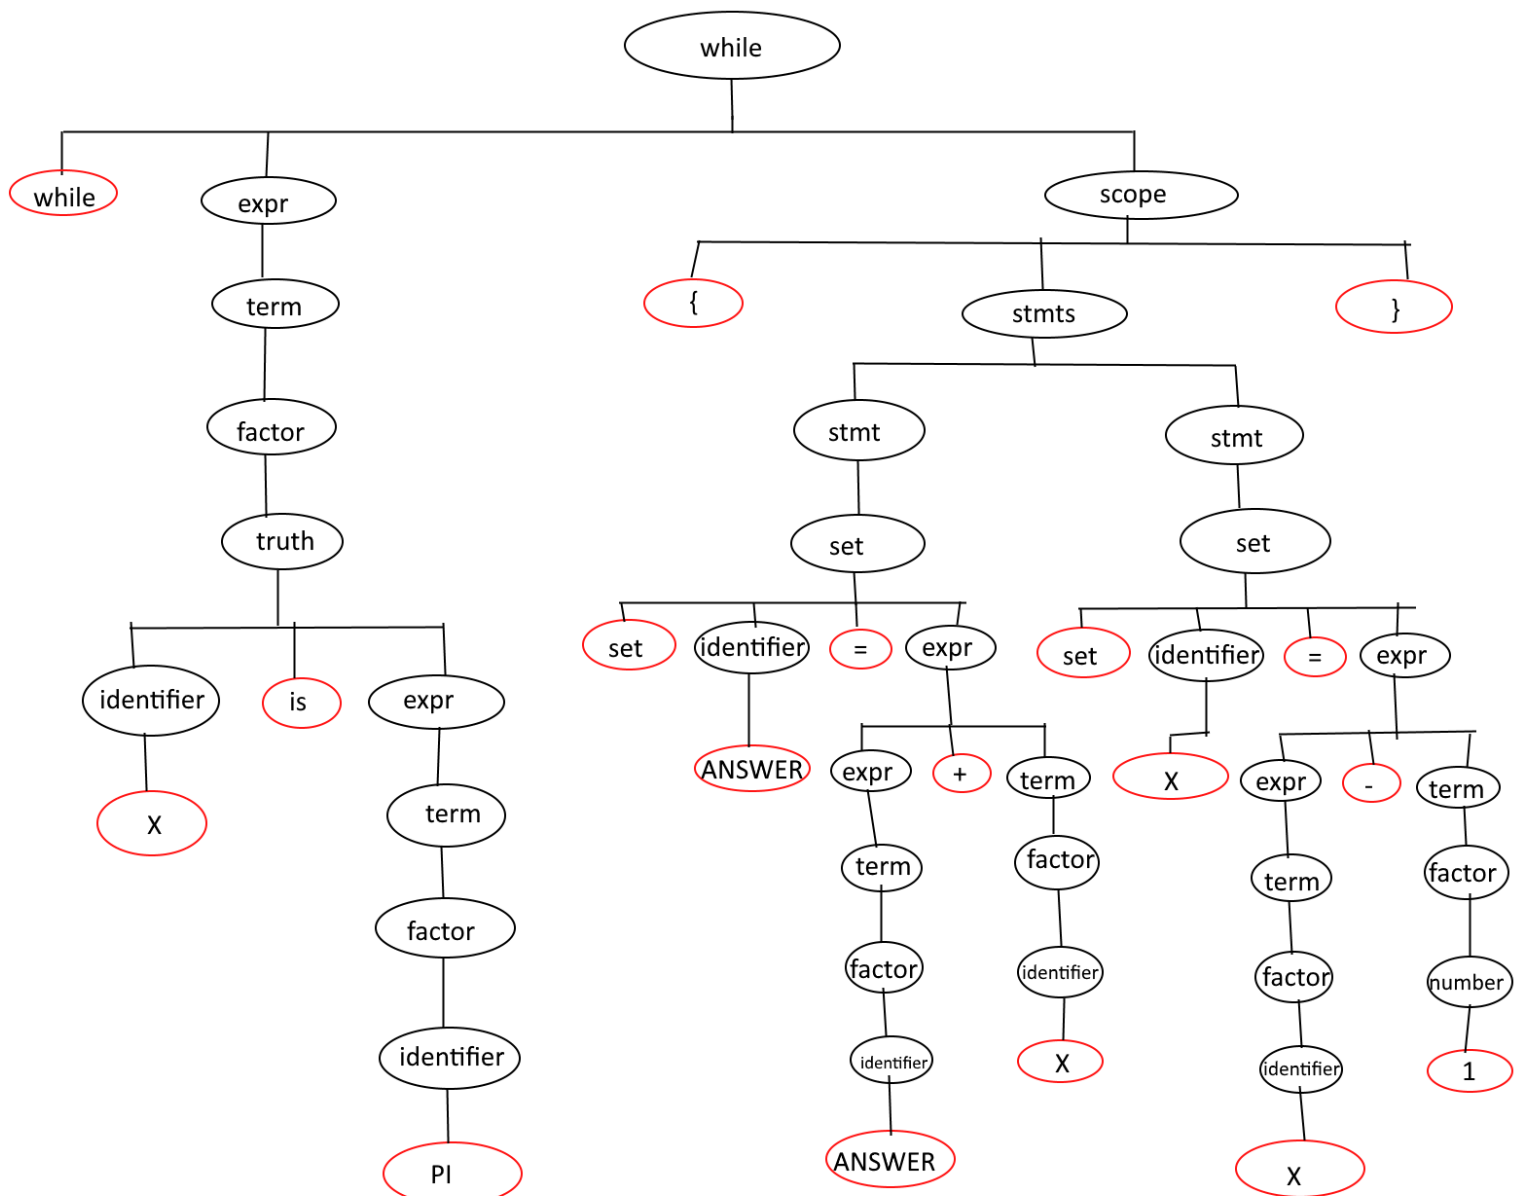 while
while expr scope
{ stmts }
term
factor stmt stmt
truth set set
set identifier = expr set identifier = expr
identifier is expr
ANSWER expr + term X expr - term
X term term factor term factor
factor factor identifier factor number
identifier identifier X identifier 1
PI ANSWER X